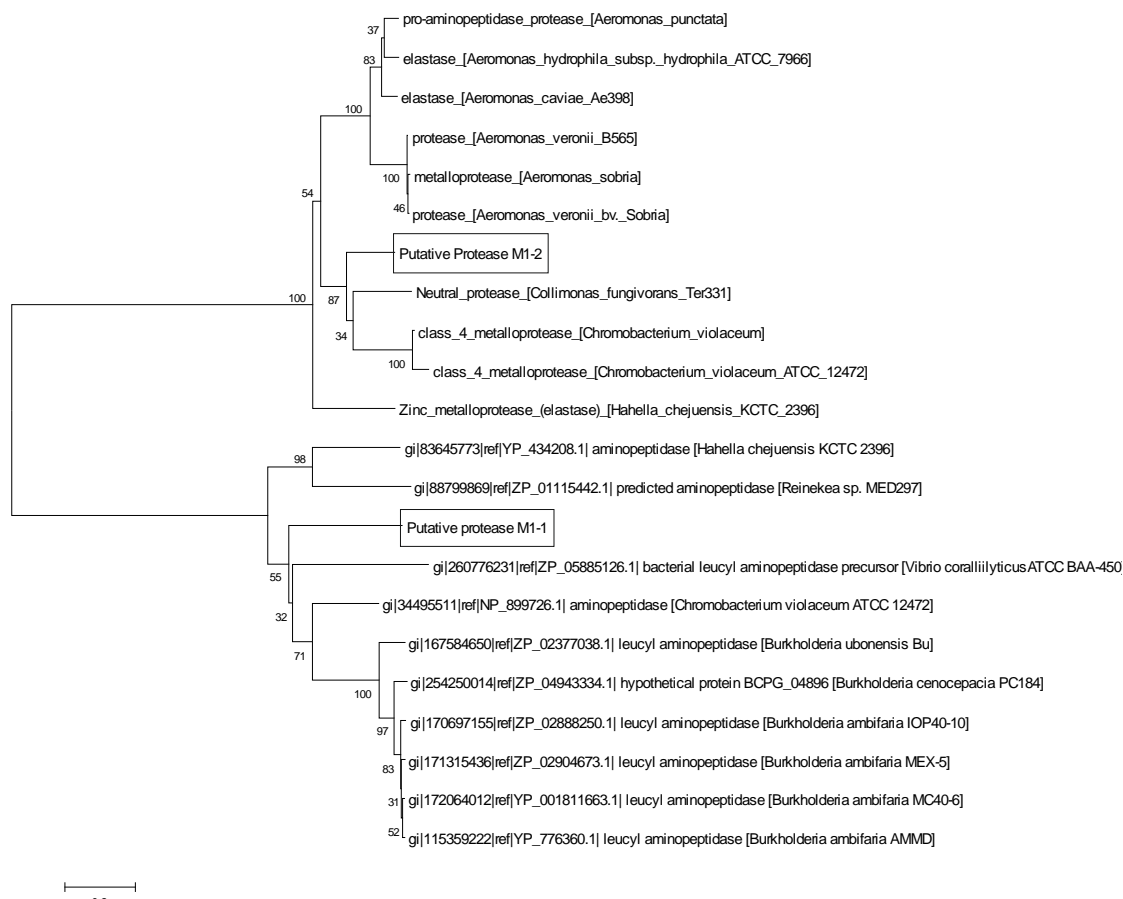 37
pro-aminopeptidase_protease_[Aeromonas_punctata]
83
elastase_[Aeromonas_hydrophila_subsp._hydrophila_ATCC_7966]
elastase_[Aeromonas_caviae_Ae398]
100
protease_[Aeromonas_veronii_B565]
100
metalloprotease_[Aeromonas_sobria]
46
protease_[Aeromonas_veronii_bv._Sobria]
54
Putative Protease M1-2
87
Neutral_protease_[Collimonas_fungivorans_Ter331]
100
34
class_4_metalloprotease_[Chromobacterium_violaceum]
100
class_4_metalloprotease_[Chromobacterium_violaceum_ATCC_12472]
Zinc_metalloprotease_(elastase)_[Hahella_chejuensis_KCTC_2396]
98
gi|83645773|ref|YP_434208.1| aminopeptidase [Hahella chejuensis KCTC 2396]
gi|88799869|ref|ZP_01115442.1| predicted aminopeptidase [Reinekea sp. MED297]
Putative protease M1-1
55
gi|260776231|ref|ZP_05885126.1| bacterial leucyl aminopeptidase precursor [Vibrio coralliilyticusATCC BAA-450]
32
gi|34495511|ref|NP_899726.1| aminopeptidase [Chromobacterium violaceum ATCC 12472]
71
gi|167584650|ref|ZP_02377038.1| leucyl aminopeptidase [Burkholderia ubonensis Bu]
100
gi|254250014|ref|ZP_04943334.1| hypothetical protein BCPG_04896 [Burkholderia cenocepacia PC184]
97
gi|170697155|ref|ZP_02888250.1| leucyl aminopeptidase [Burkholderia ambifaria IOP40-10]
83
gi|171315436|ref|ZP_02904673.1| leucyl aminopeptidase [Burkholderia ambifaria MEX-5]
31
gi|172064012|ref|YP_001811663.1| leucyl aminopeptidase [Burkholderia ambifaria MC40-6]
52
gi|115359222|ref|YP_776360.1| leucyl aminopeptidase [Burkholderia ambifaria AMMD]